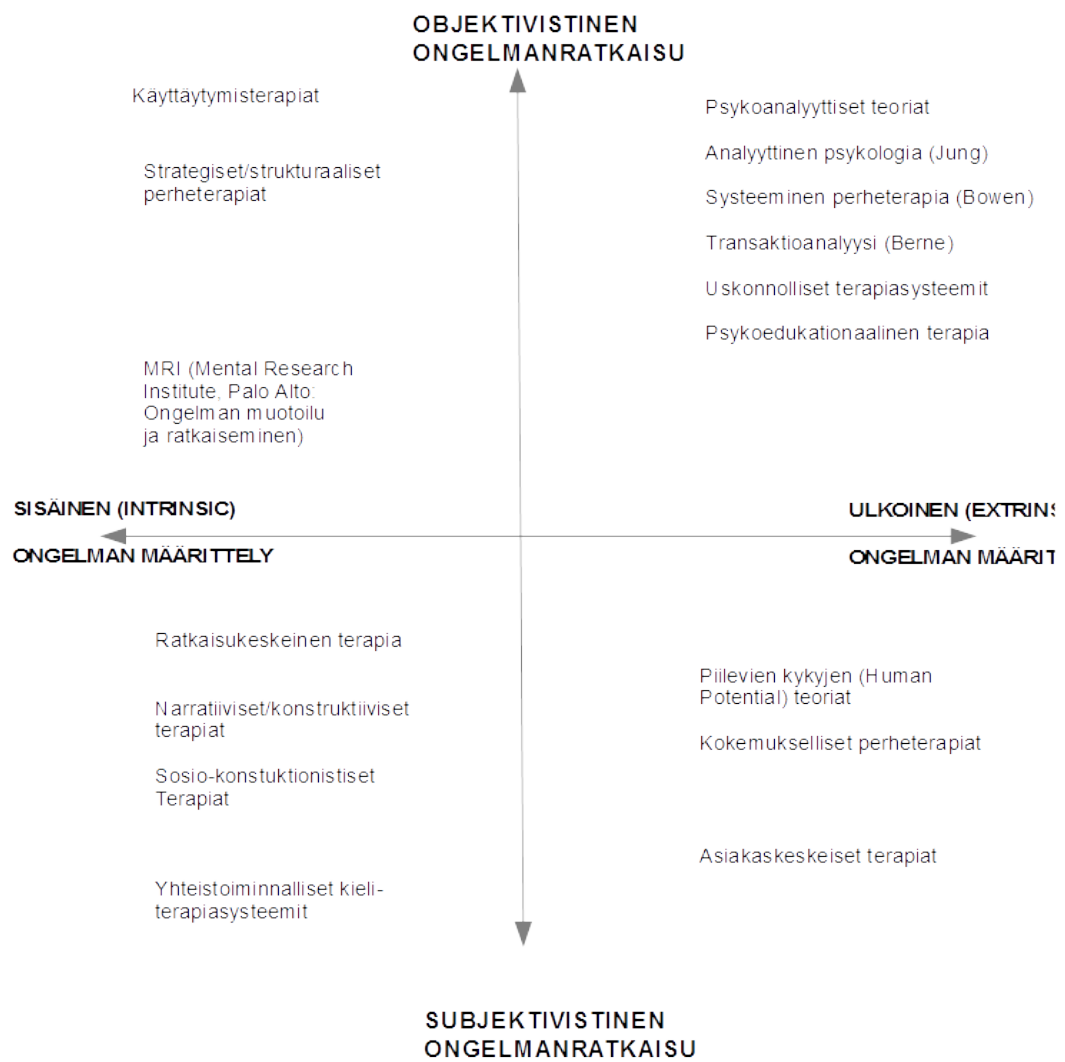 OBJEKTIVISTINEN
ONGELMANRATKAISU
Käyttäytymisterapiat
Strategiset/strukturaaliset
perheterapiat
MRI (Mental Research
Institute, Palo Alto:
Ongelman muotoilu
ja ratkaiseminen)
Psykoanalyyttiset teoriat
Analyyttinen psykologia (Jung)
Systeeminen perheterapia (Bowen)
Transaktioanalyysi (Berne)
Uskonnolliset terapiasysteemit
Psykoedukationaalinen terapia
SISÄINEN (INTRINSIC)
ONGELMAN MÄÄRITTELY
ULKOINEN (EXTRINS
ONGELMAN MÄÄRIT
Ratkaisukeskeinen terapia
Narratiiviset/konstruktiiviset
terapiat
Sosio-konstuktionistiset
Terapiat
Yhteistoiminnalliset kieli-
terapiasysteemit
Piilevien kykyjen (Human
Potential) teoriat
Kokemukselliset perheterapiat
Asiakaskeskeiset terapiat
SUBJEKTIVISTINEN
ONGELMANRATKAISU